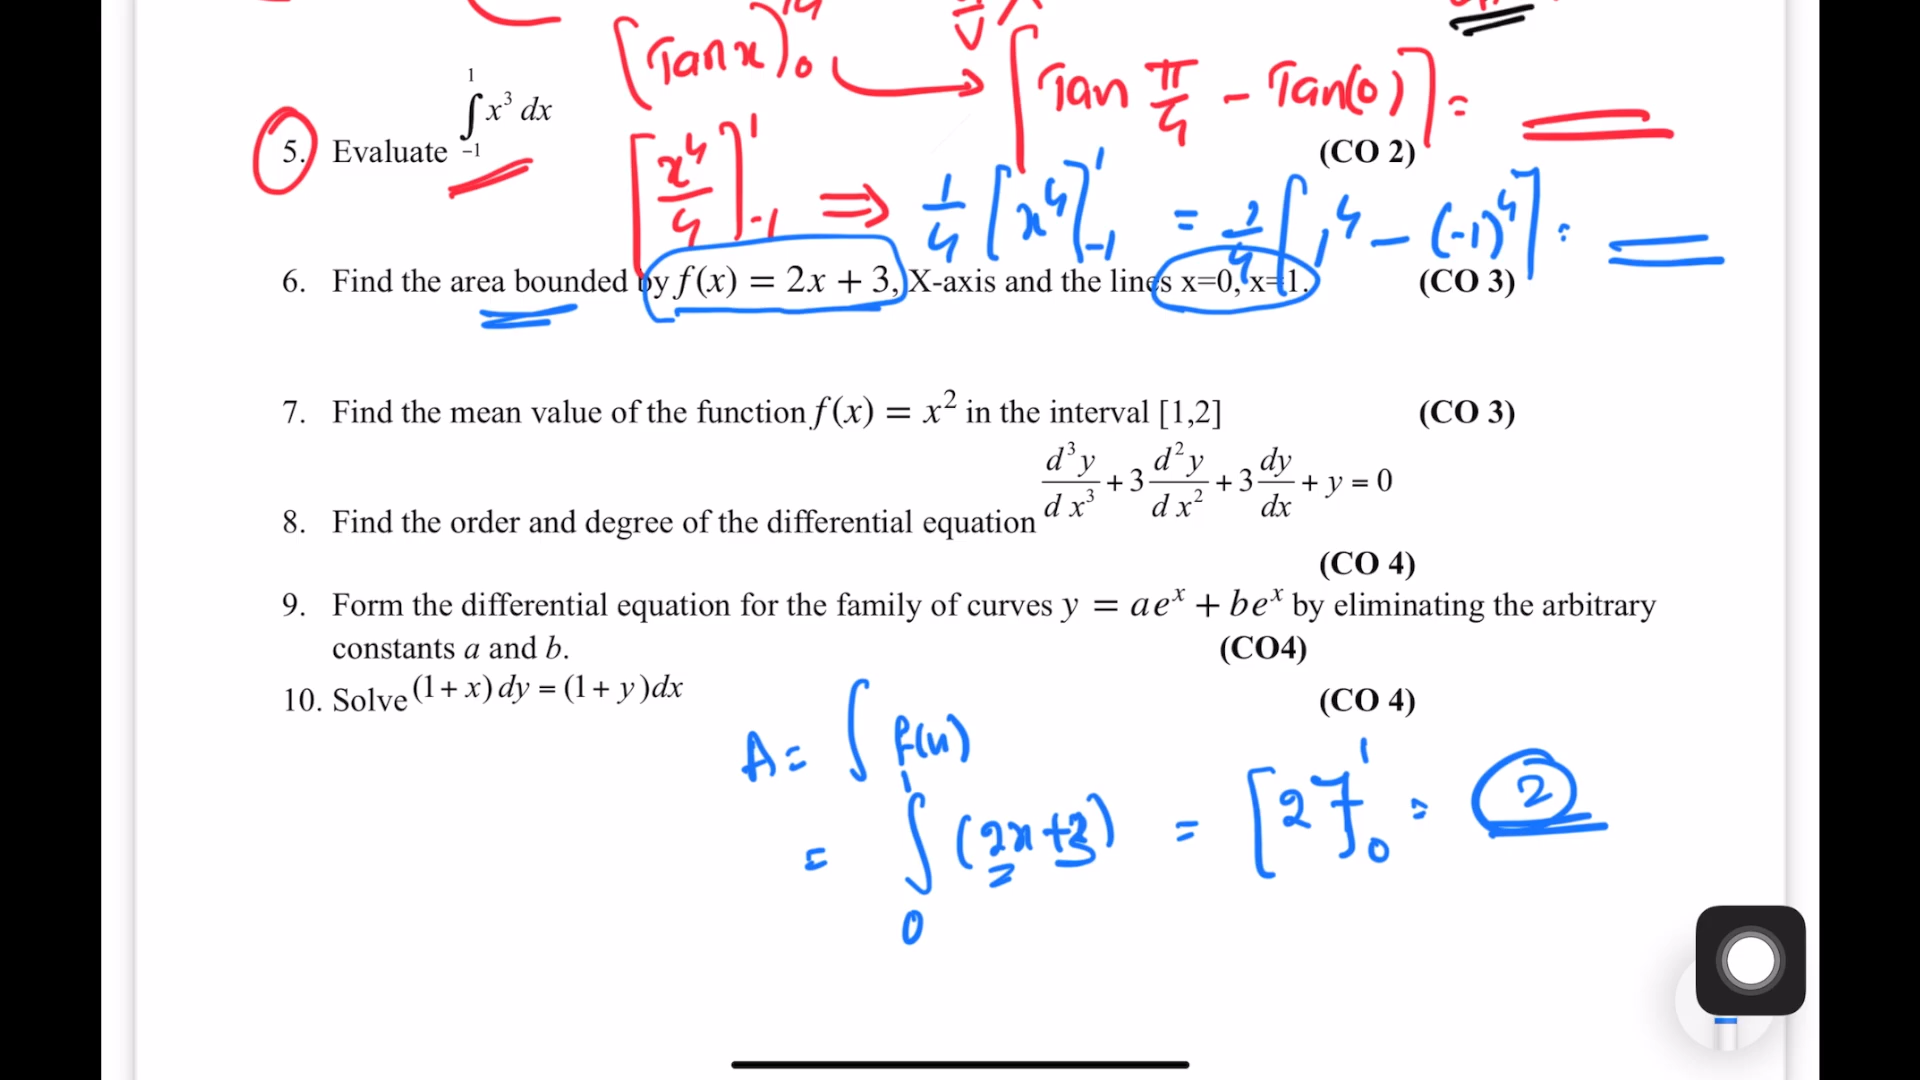 [Tan x]₀ → [Tan π/4 - Tan(0)] =
5. Evaluate ∫₋₁¹ x³ dx (CO 2)
[x⁴/4]₋₁¹ ⇒ 1/4 [x⁴]₋₁¹ = 1/4 [1⁴ - (-1)⁴] =
6. Find the area bounded by f(x) = 2x + 3, X-axis and the lines x=0, x=1. (CO 3)
7. Find the mean value of the function f(x) = x² in the interval [1,2] (CO 3)
8. Find the order and degree of the differential equation d³y/dx³ + 3 d²y/dx² + 3 dy/dx + y = 0
(CO 4)
9. Form the differential equation for the family of curves y = aeˣ + beˣ by eliminating the arbitrary
constants a and b. (CO4)
10. Solve (1 + x) dy = (1 + y)dx (CO 4)
A = ∫ f(x)
= ∫₀¹ (2x+3) = [2]₀¹ = 2